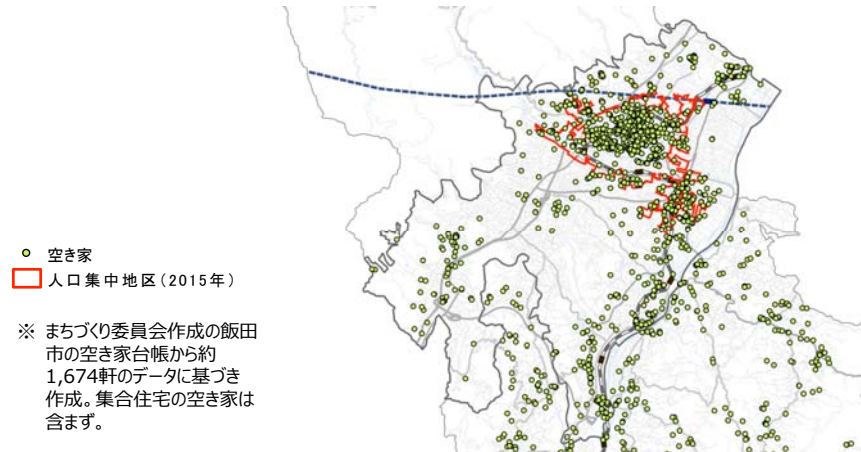 空き家
人口集中地区(2015年)
※ まちづくり委員会作成の飯田
市の空き家台帳から約
1,674軒のデータに基づき
作成。集合住宅の空き家は
含まず。